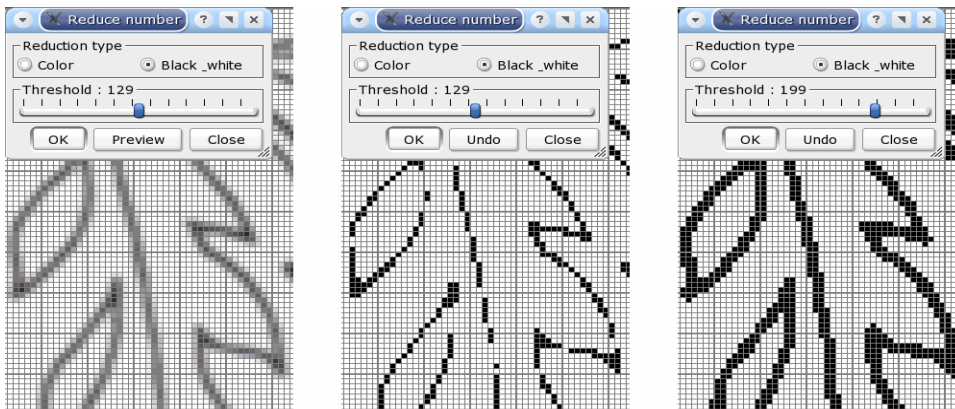 Reduce number
Reduction type
Color Black _white
Threshold : 129
OK Preview Close
Reduce number
Reduction type
Color Black _white
Threshold : 129
OK Undo Close
Reduce number
Reduction type
Color Black _white
Threshold : 199
OK Undo Close